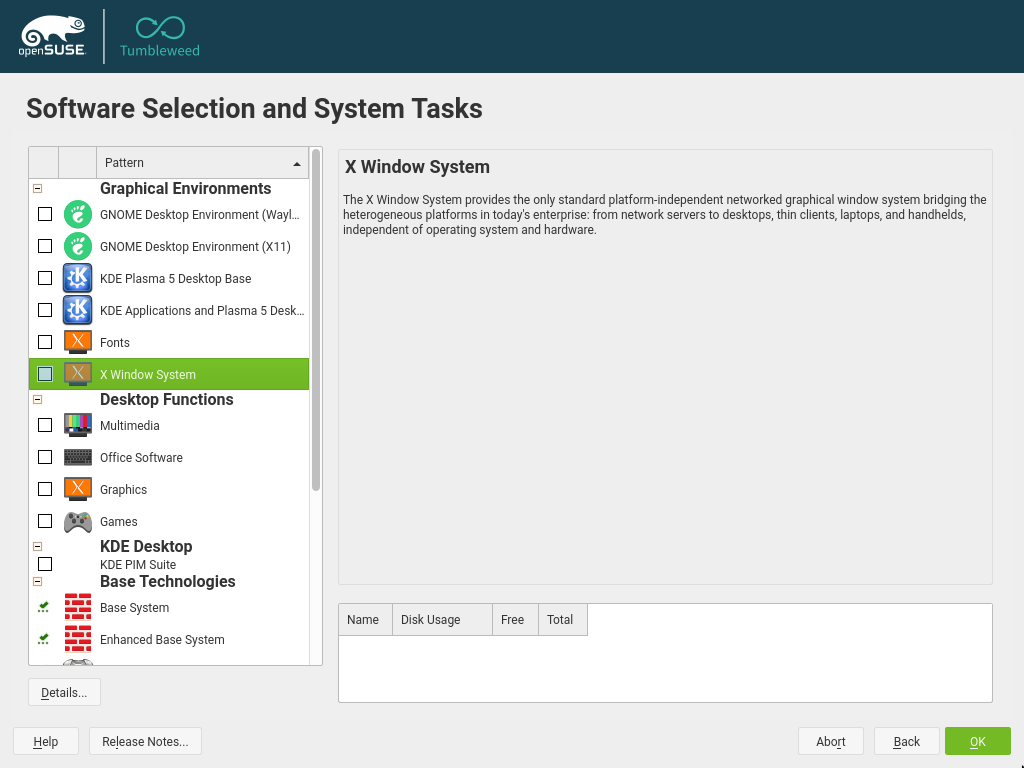 openSUSE
Tumbleweed
Software Selection and System Tasks
Pattern
Graphical Environments
GNOME Desktop Environment (Wayl...
GNOME Desktop Environment (X11)
KDE Plasma 5 Desktop Base
KDE Applications and Plasma 5 Desk...
Fonts
X Window System
Desktop Functions
Multimedia
Office Software
Graphics
Games
KDE Desktop
KDE PIM Suite
Base Technologies
Base System
Enhanced Base System
Details...
X Window System
The X Window System provides the only standard platform-independent networked graphical window system bridging the
heterogeneous platforms in today's enterprise: from network servers to desktops, thin clients, laptops, and handhelds,
independent of operating system and hardware.
Name Disk Usage Free Total
Help Release Notes... Abort Back OK